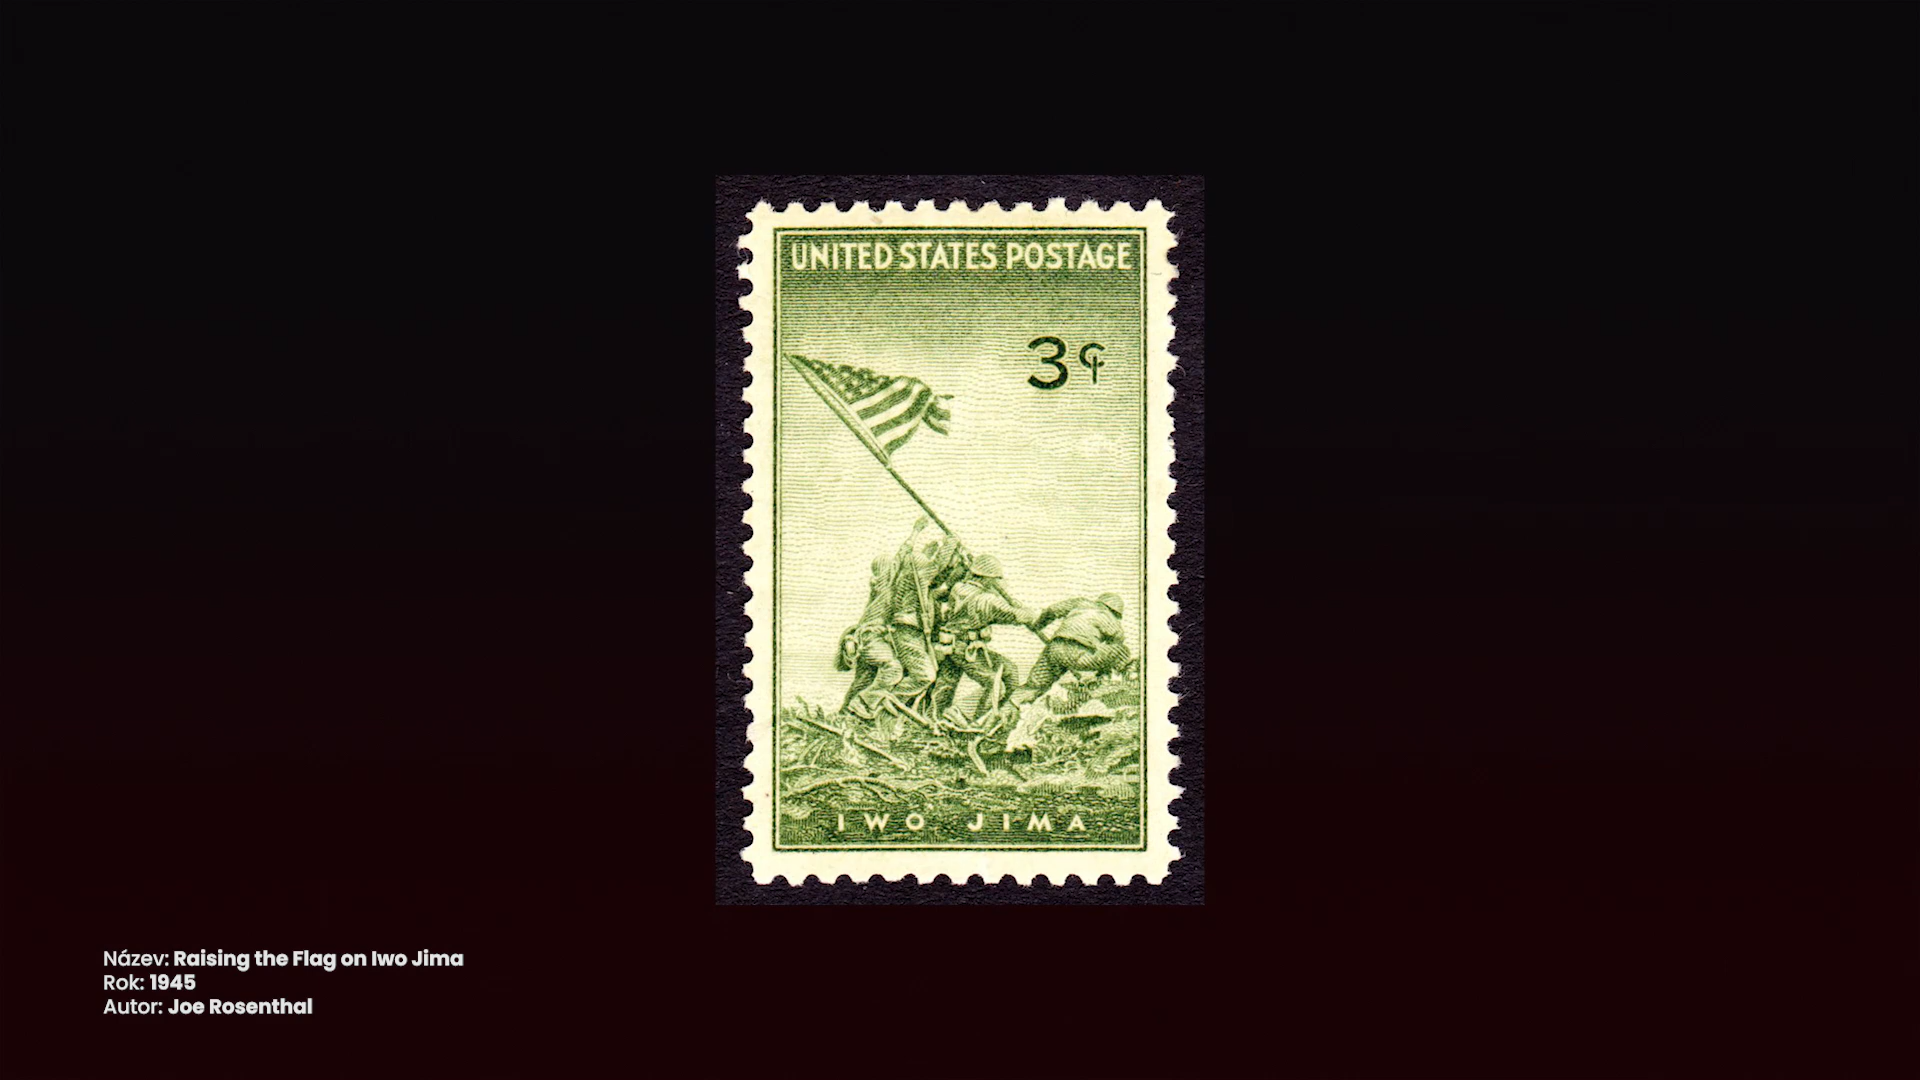 UNITED STATES POSTAGE
3¢
IWO JIMA
Název: Raising the Flag on Iwo Jima
Rok: 1945
Autor: Joe Rosenthal